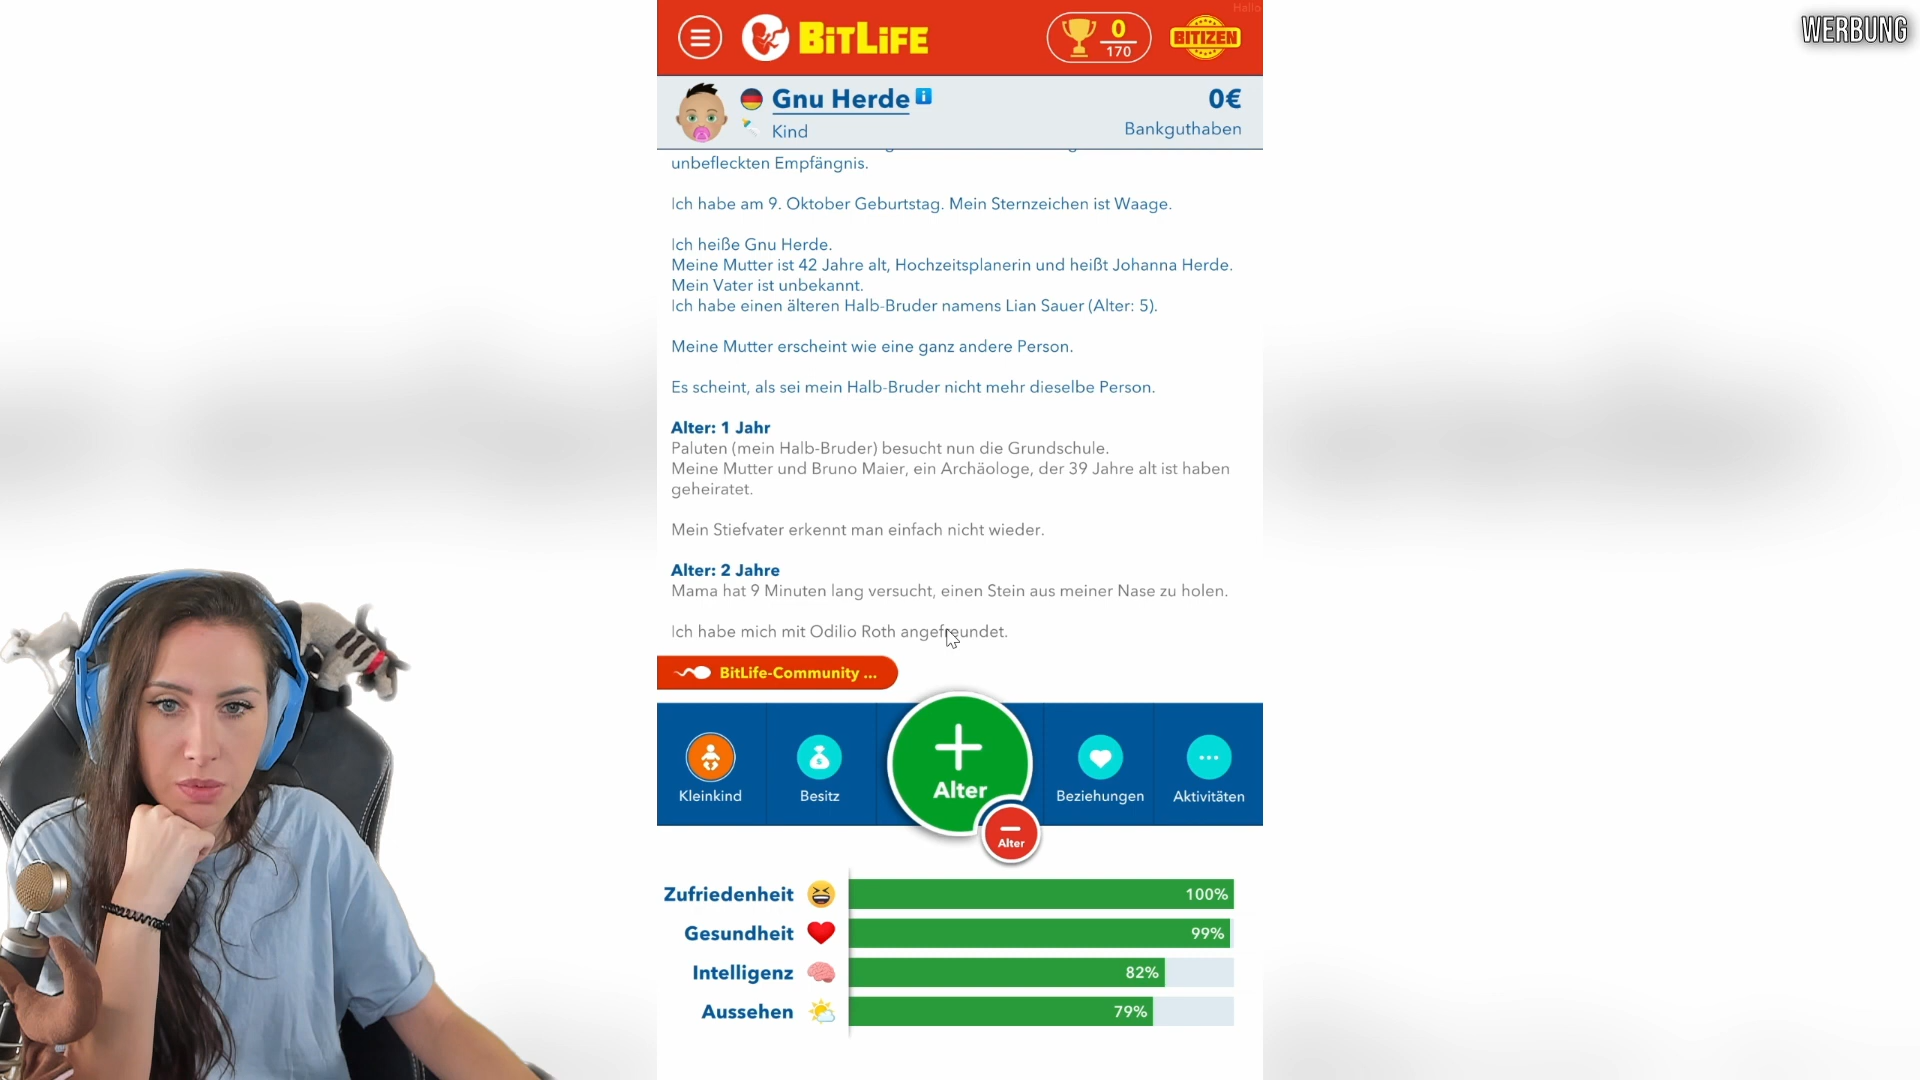 Hallo
WERBUNG
BiTLiFE
0
170
BITIZEN
Gnu Herde
0€
Kind
Bankguthaben
unbefleckten Empfängnis.
Ich habe am 9. Oktober Geburtstag. Mein Sternzeichen ist Waage.
Ich heiße Gnu Herde.
Meine Mutter ist 42 Jahre alt, Hochzeitsplanerin und heißt Johanna Herde.
Mein Vater ist unbekannt.
Ich habe einen älteren Halb-Bruder namens Lian Sauer (Alter: 5).
Meine Mutter erscheint wie eine ganz andere Person.
Es scheint, als sei mein Halb-Bruder nicht mehr dieselbe Person.
Alter: 1 Jahr
Paluten (mein Halb-Bruder) besucht nun die Grundschule.
Meine Mutter und Bruno Maier, ein Archäologe, der 39 Jahre alt ist haben
geheiratet.
Mein Stiefvater erkennt man einfach nicht wieder.
Alter: 2 Jahre
Mama hat 9 Minuten lang versucht, einen Stein aus meiner Nase zu holen.
Ich habe mich mit Odilio Roth angefreundet.
BitLife-Community ...
Kleinkind
Besitz
Alter
Alter
Beziehungen
Aktivitäten
Zufriedenheit
100%
Gesundheit
99%
Intelligenz
82%
Aussehen
79%